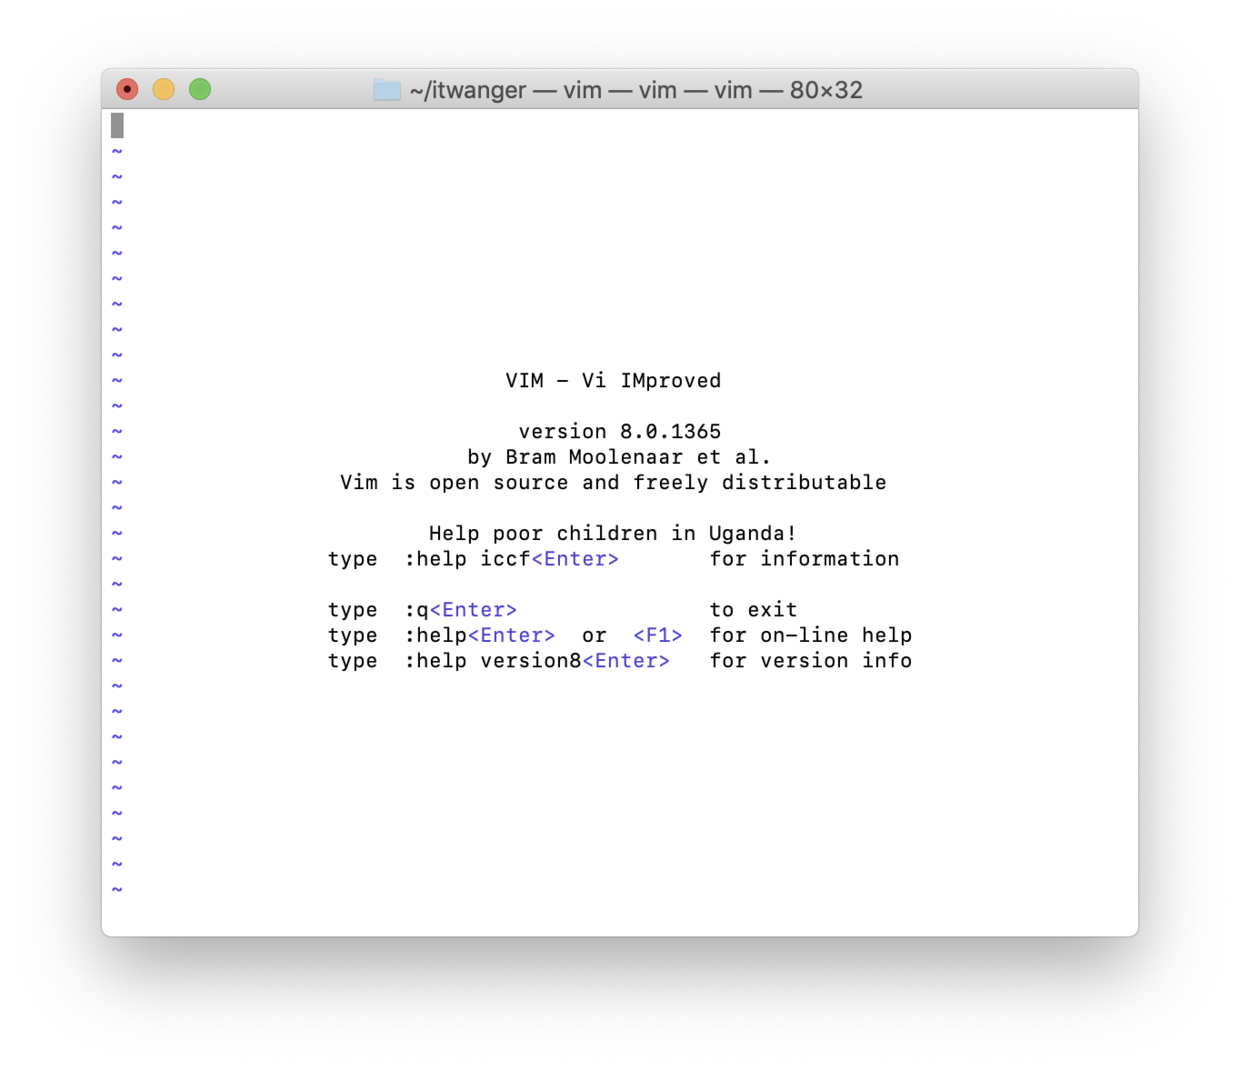 ~/itwanger — vim — vim — vim — 80×32
~
~
~
~
~
~
~
~
~
~ VIM - Vi IMproved
~
~ version 8.0.1365
~ by Bram Moolenaar et al.
~ Vim is open source and freely distributable
~
~ Help poor children in Uganda!
~ type :help iccf<Enter> for information
~
~ type :q<Enter> to exit
~ type :help<Enter> or <F1> for on-line help
~ type :help version8<Enter> for version info
~
~
~
~
~
~
~
~
~